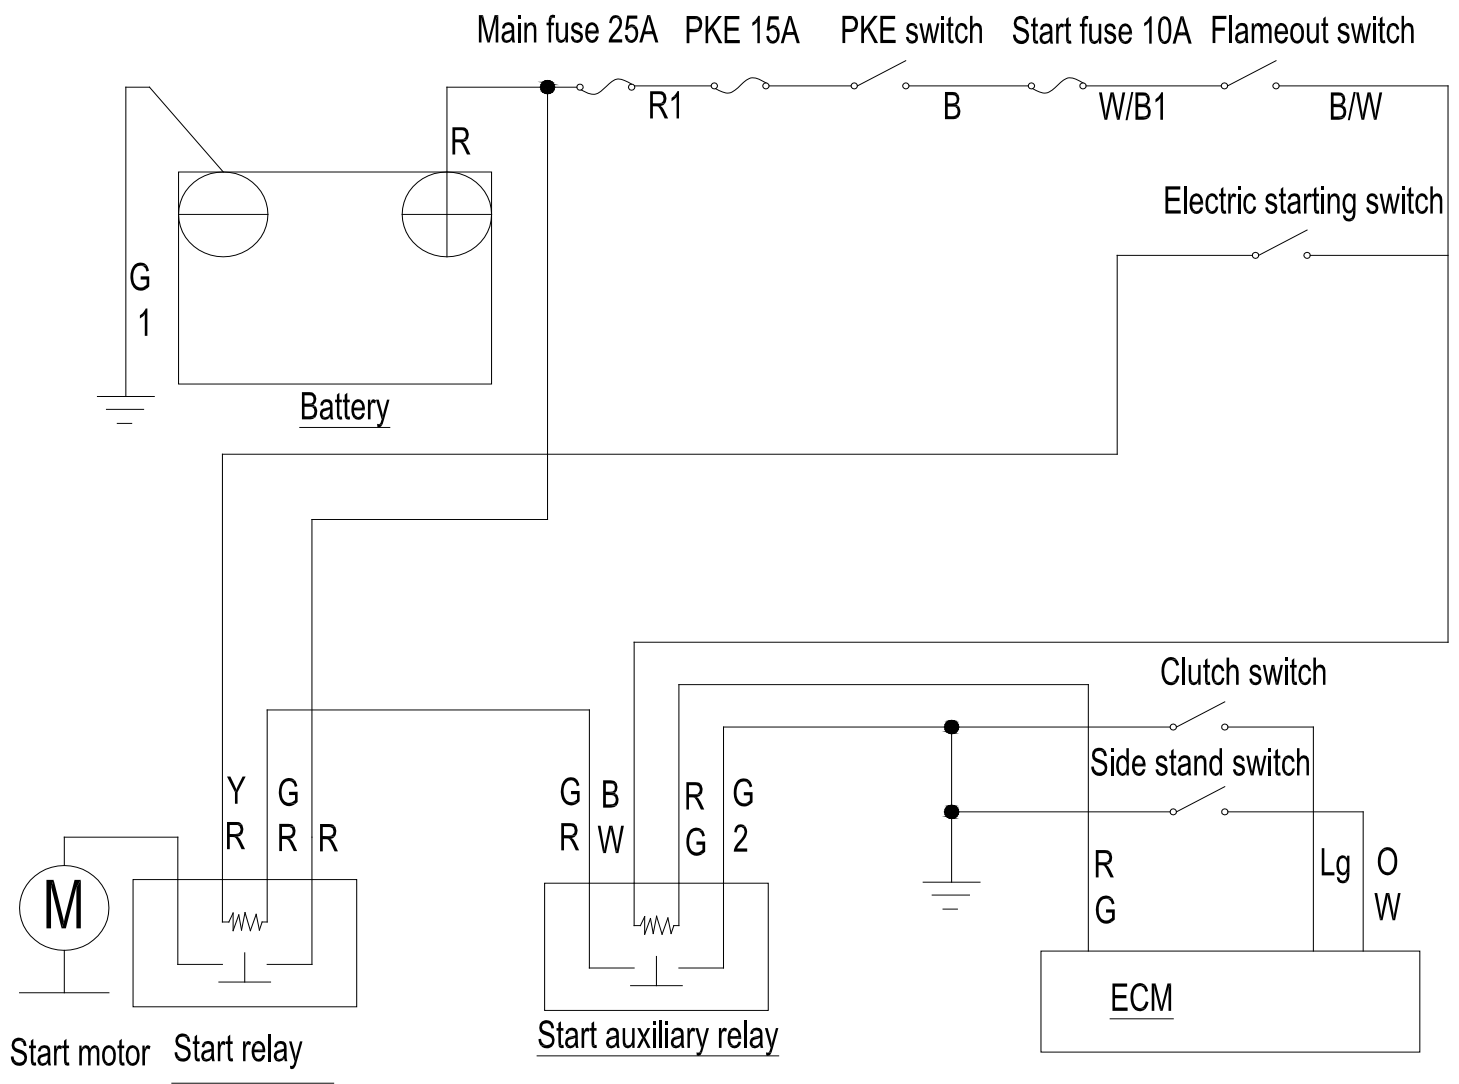 Main fuse 25A PKE 15A PKE switch Start fuse 10A Flameout switch
R1 B W/B1 B/W
R
Electric starting switch
G
1
Battery
Clutch switch
Side stand switch
Y G
R R R
G B R G
R W G 2
R Lg O
G W
M
ECM
Start motor Start relay Start auxiliary relay